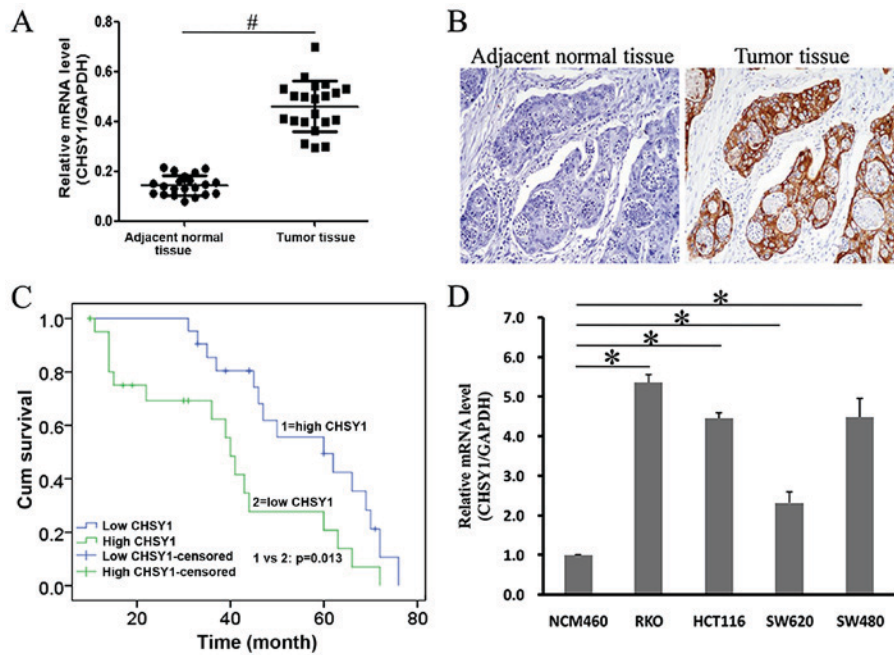 A
#
Relative mRNA level
(CHSY1/GAPDH)
0.8
0.6
0.4
0.2
0.0
Adjacent normal
tissue
Tumor tissue
B
Adjacent normal tissue
Tumor tissue
C
Cum survival
1.0
0.8
0.6
0.4
0.2
0.0
1=high CHSY1
2=low CHSY1
1 vs 2: p=0.013
Low CHSY1
High CHSY1
Low CHSY1-censored
High CHSY1-censored
20
40
60
80
Time (month)
D
Relative mRNA level
(CHSY1/GAPDH)
7.0
6.0
5.0
4.0
3.0
2.0
1.0
0.0
*
*
*
*
NCM460
RKO
HCT116
SW620
SW480